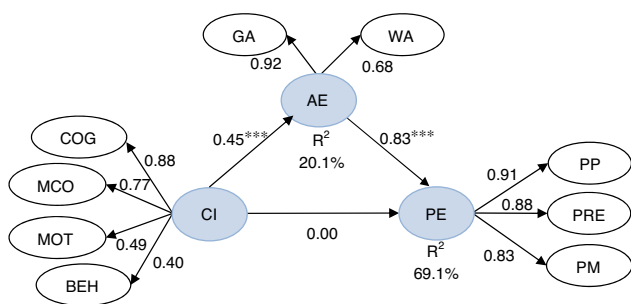 GA
WA
0.92
0.68
AE
R²
20.1%
0.45***
0.83***
COG
MCO
MOT
BEH
0.88
0.77
0.49
0.40
CI
0.00
PE
R²
69.1%
0.91
0.88
0.83
PP
PRE
PM